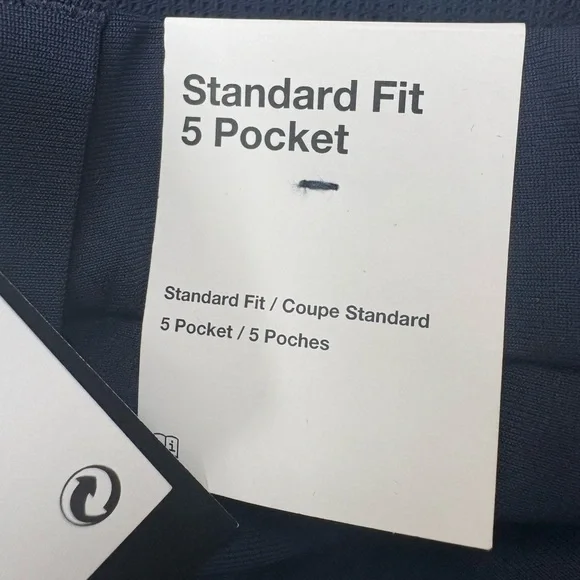 Standard Fit
5 Pocket
Standard Fit / Coupe Standard
5 Pocket / 5 Poches
i